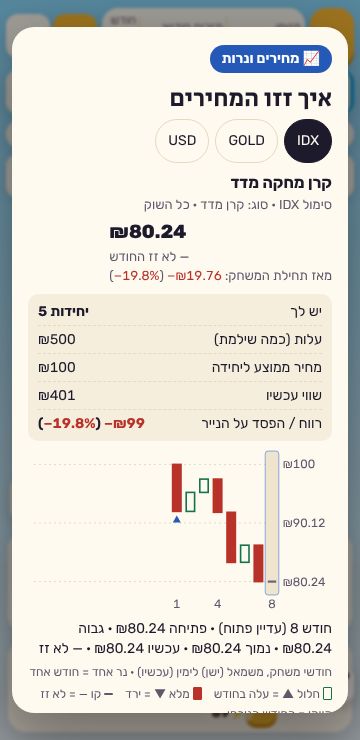 📈 מחירים ונרות
איך זזו המחירים
IDX GOLD USD
קרן מחקה מדד
סימול IDX • סוג: קרן מדד • כל השוק
₪80.24
— לא זז החודש
מאז תחילת המשחק: ₪19.76− (19.8%−)
יש לך 5 יחידות
עלות (כמה שילמת) ₪500
מחיר ממוצע ליחידה ₪100
שווי עכשיו ₪401
רווח / הפסד על הנייר ₪99− (19.8%−)
₪100
₪90.12
₪80.24
1 4 8
חודש 8 (עדיין פתוח) • פתיחה ₪80.24 • גבוה
₪80.24 • נמוך ₪80.24 • עכשיו ₪80.24 • — לא זז
חודשי משחק, משמאל (ישן) לימין (עכשיו) • נר אחד = חודש אחד
חלול ▲ = עלה בחודש מלא ▼ = ירד קו — = לא זז